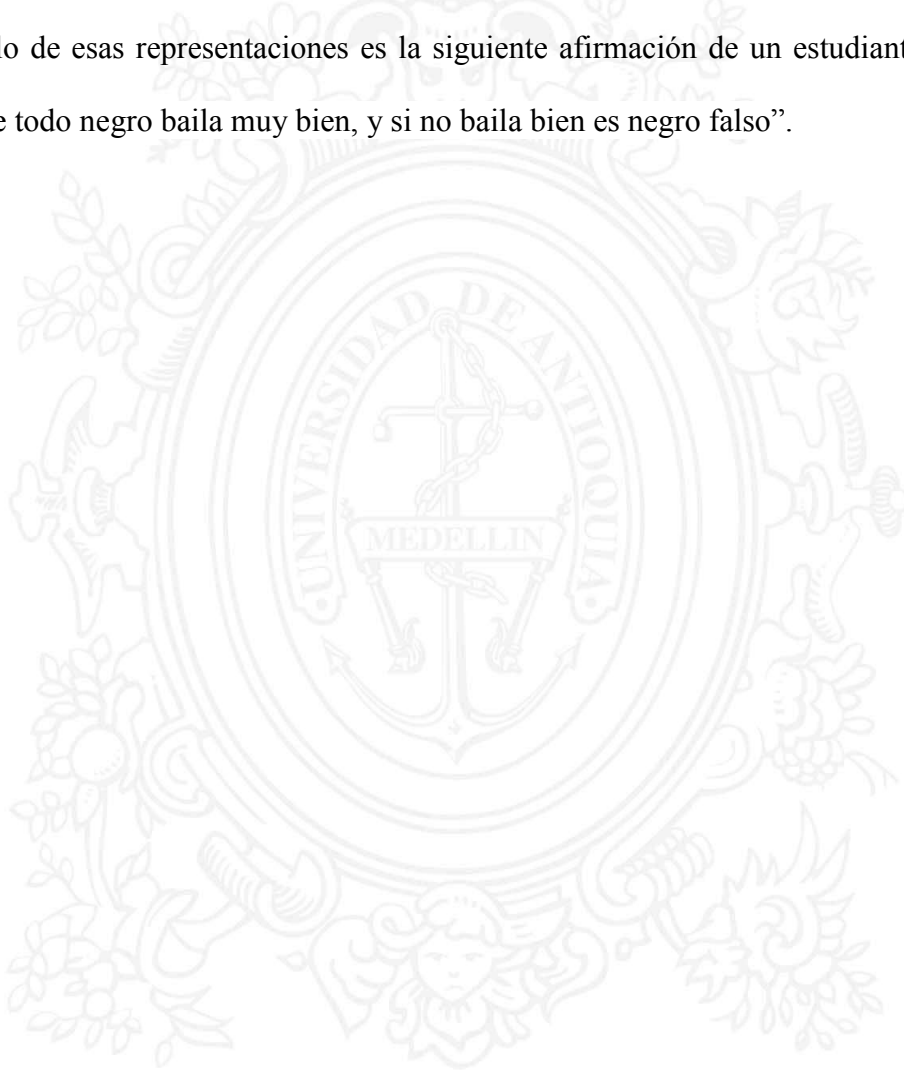 lo de esas representaciones es la siguiente afirmación de un estudiant
e todo negro baila muy bien, y si no baila bien es negro falso”.
UNIVERSIDAD DE ANTIOQUIA
MEDELLIN